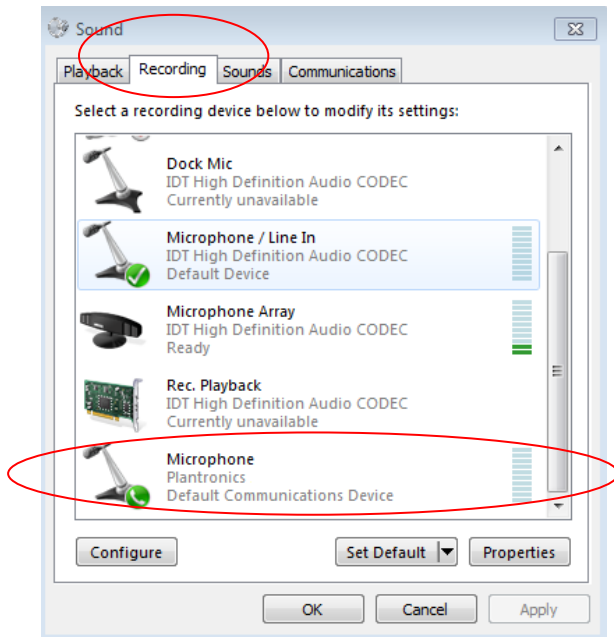 Sound
Playback Recording Sounds Communications
Select a recording device below to modify its settings:
Dock Mic
IDT High Definition Audio CODEC
Currently unavailable
Microphone / Line In
IDT High Definition Audio CODEC
Default Device
Microphone Array
IDT High Definition Audio CODEC
Ready
Rec. Playback
IDT High Definition Audio CODEC
Currently unavailable
Microphone
Plantronics
Default Communications Device
Configure Set Default Properties
OK Cancel Apply